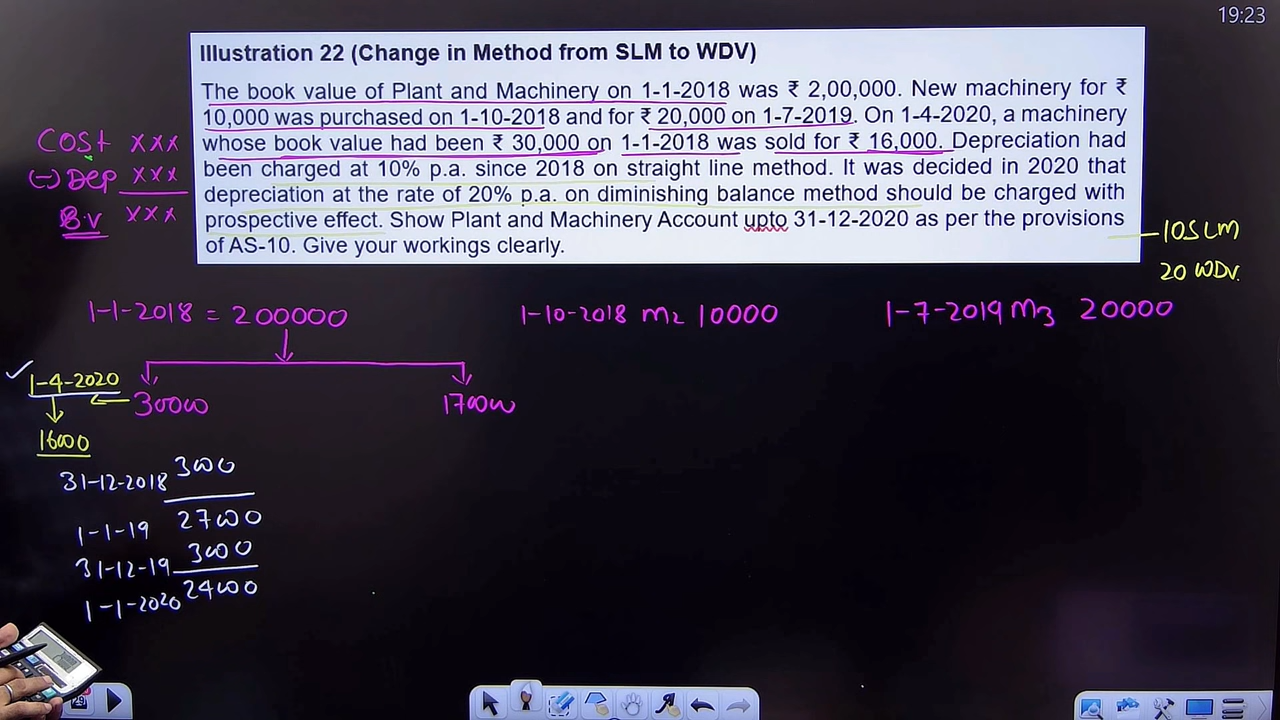 19:23
Illustration 22 (Change in Method from SLM to WDV)
The book value of Plant and Machinery on 1-1-2018 was ₹ 2,00,000. New machinery for ₹
10,000 was purchased on 1-10-2018 and for ₹ 20,000 on 1-7-2019. On 1-4-2020, a machinery
whose book value had been ₹ 30,000 on 1-1-2018 was sold for ₹ 16,000. Depreciation had
been charged at 10% p.a. since 2018 on straight line method. It was decided in 2020 that
depreciation at the rate of 20% p.a. on diminishing balance method should be charged with
prospective effect. Show Plant and Machinery Account upto 31-12-2020 as per the provisions
of AS-10. Give your workings clearly.
Cost xxx
(-) Dep xxx
B.V xxx
10 SLM
20 WDV.
1-1-2018 = 200000
1-10-2018 M2 10000
1-7-2019 M3 20000
1-4-2020
30000
170000
16000
31-12-2018 3000
1-1-19 27000
31-12-19 3000
1-1-2020 24000